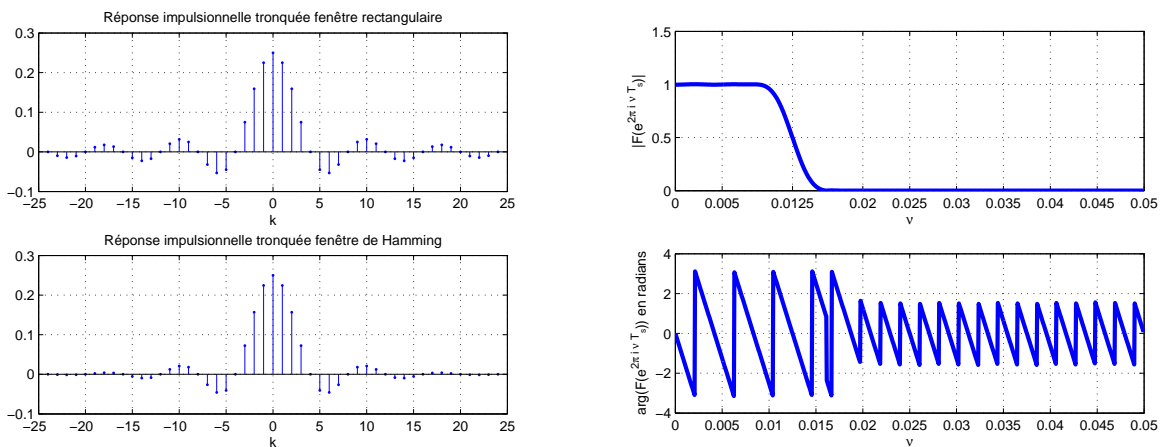 Réponse impulsionnelle tronquée fenêtre rectangulaire
0.3
0.2
0.1
0
−0.1
−25 −20 −15 −10 −5 0 5 10 15 20 25
k
Réponse impulsionnelle tronquée fenêtre de Hamming
0.3
0.2
0.1
0
−0.1
−25 −20 −15 −10 −5 0 5 10 15 20 25
k
1.5
1
0.5
0
|F(e^{2π i ν T_s})|
0 0.005 0.0125 0.02 0.025 0.03 0.035 0.04 0.045 0.05
ν
4
2
0
−2
−4
arg(F(e^{2π i ν T_s})) en radians
0 0.005 0.01 0.015 0.02 0.025 0.03 0.035 0.04 0.045 0.05
ν